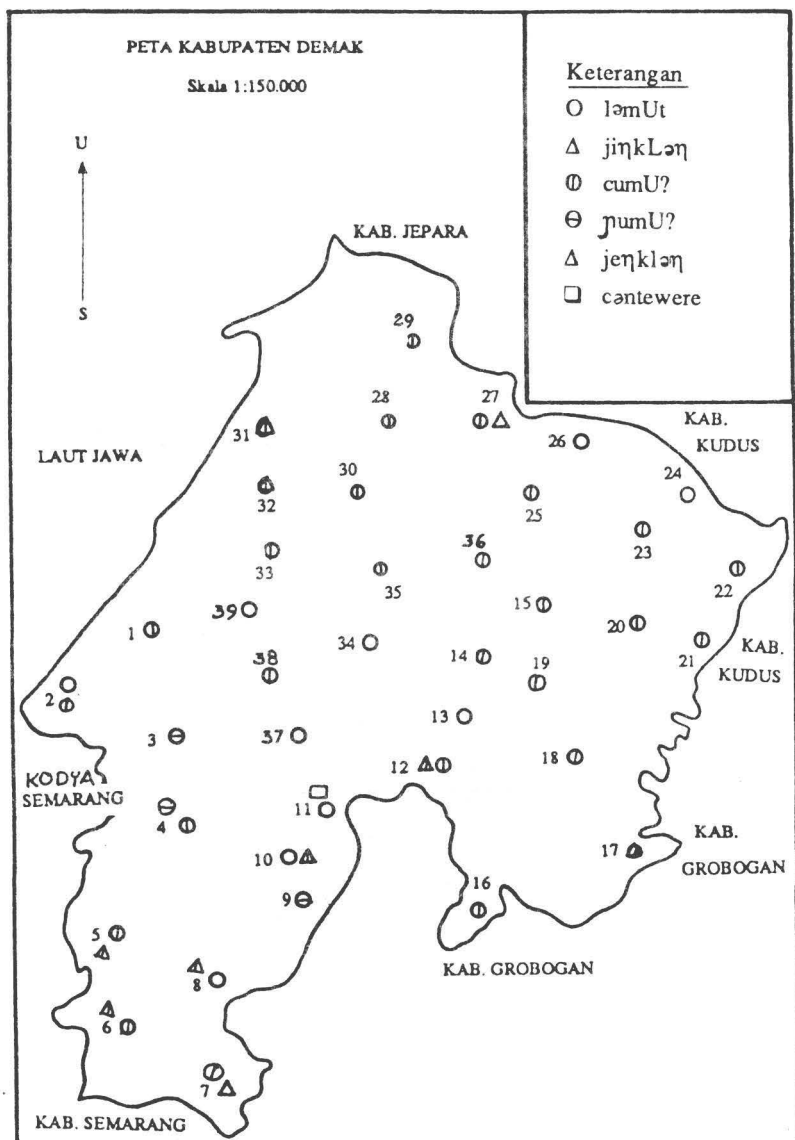 PETA KABUPATEN DEMAK
Skala 1:150.000
U
S
Keterangan
ləmUt
jiŋkLəŋ
cumU?
ɲumU?
jeŋkləŋ
cəntewere
KAB. JEPARA
29
28
27
26
KAB.
KUDUS
24
31
LAUT JAWA
30
32
25
23
36
33
35
22
39
15
20
1
34
14
19
21
KAB.
KUDUS
38
2
13
3
37
18
12
KODYA
SEMARANG
11
4
10
17
KAB.
GROBOGAN
9
16
5
KAB. GROBOGAN
8
6
7
KAB. SEMARANG